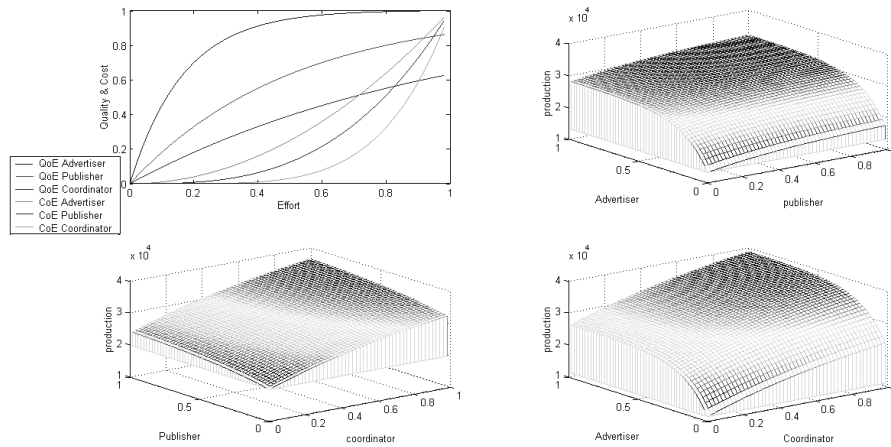 1
0.8
0.6
0.4
0.2
0
Quality & Cost
0 0.2 0.4 0.6 0.8 1
Effort
QoE Advertiser
QoE Publisher
QoE Coordinator
CoE Advertiser
CoE Publisher
CoE Coordinator
x 10^4
4
3
2
1
production
1
0.5
0
Advertiser
0 0.2 0.4 0.6 0.8
publisher
x 10^4
4
3
2
1
production
1
0.5
0
Publisher
0 0.2 0.4 0.6 0.8 1
coordinator
x 10^4
4
3
2
1
production
1
0.5
0
Advertiser
0 0.2 0.4 0.6 0.8
Coordinator